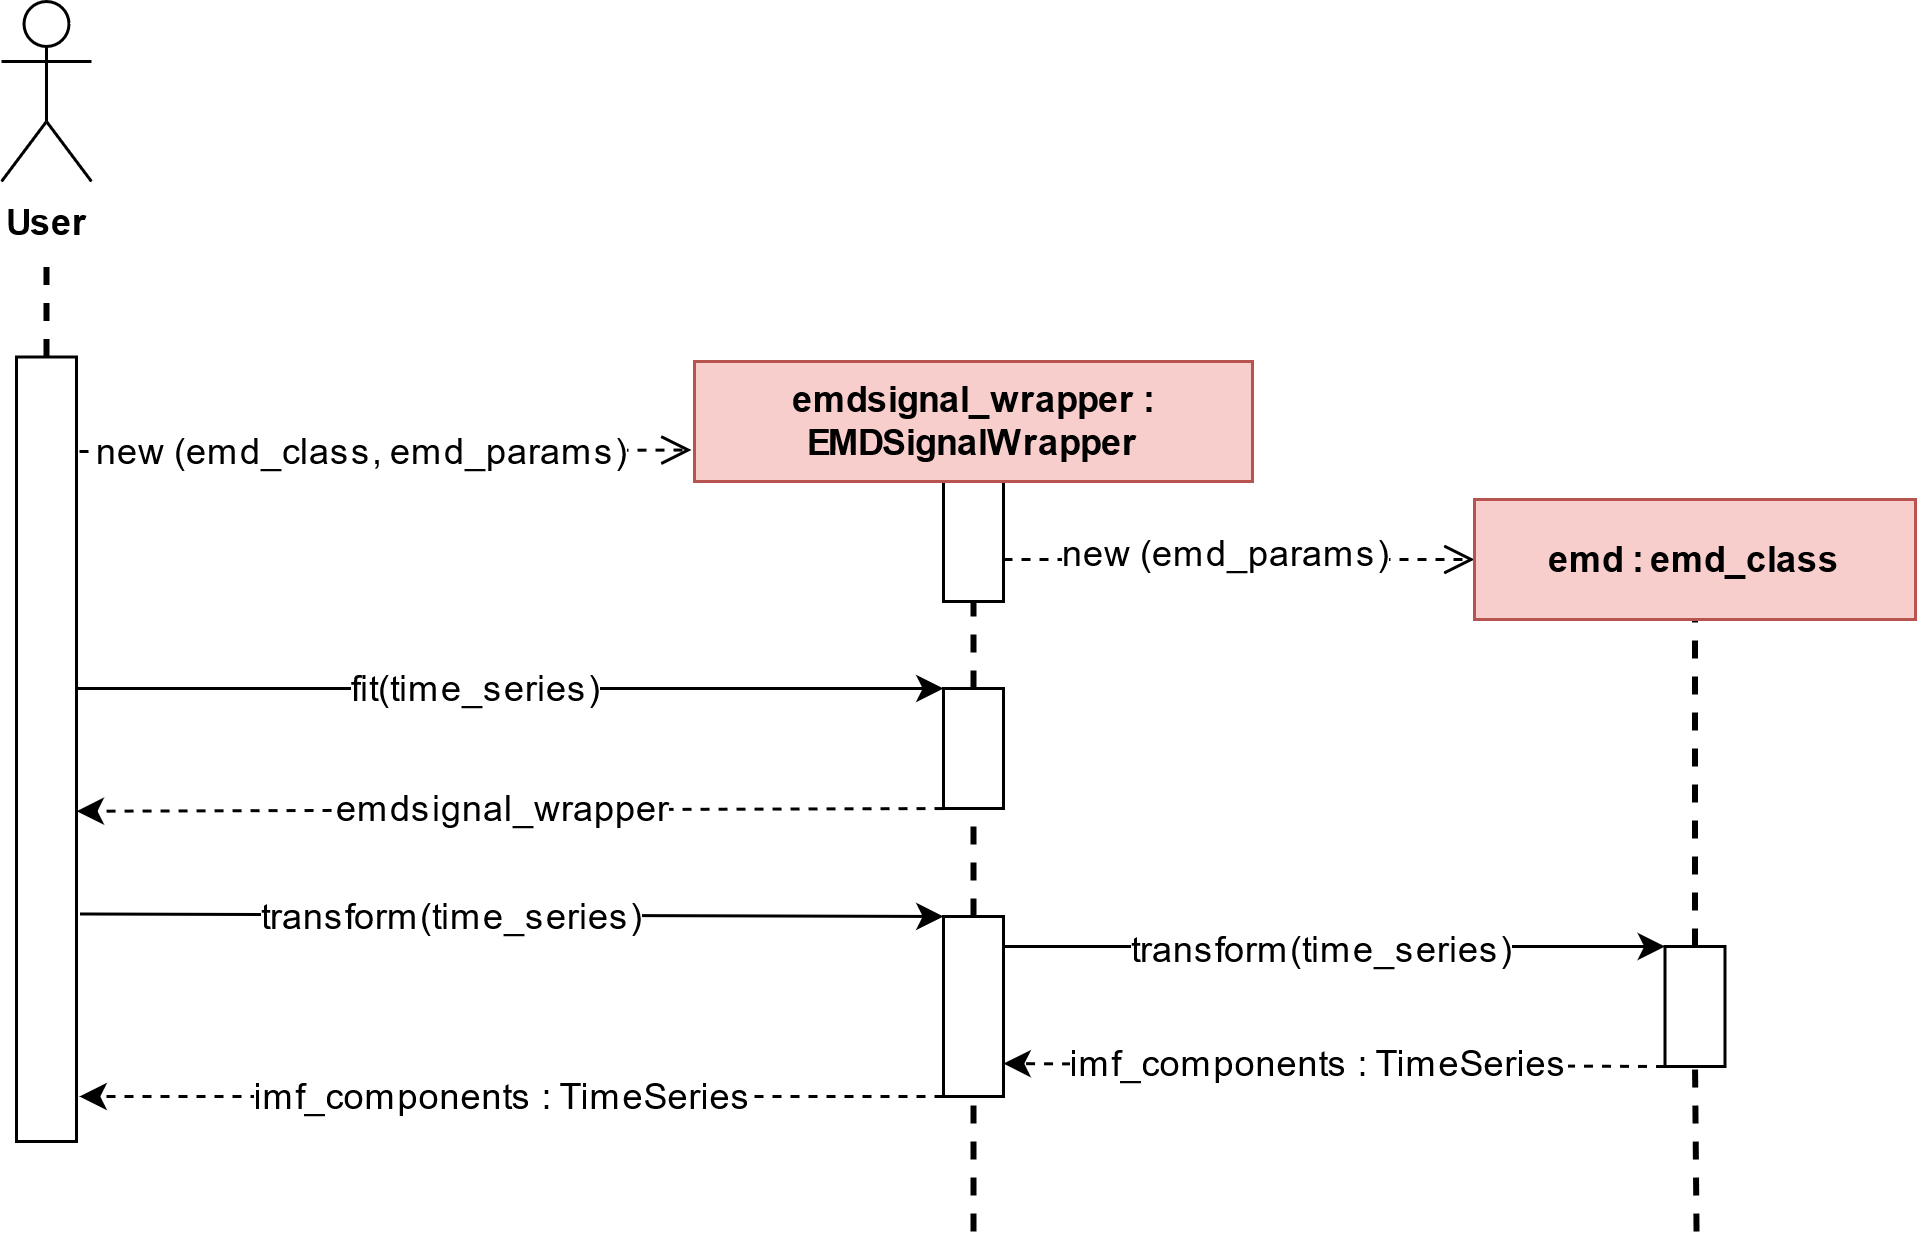 User
emdsignal_wrapper :
EMDSignalWrapper
new (emd_class, emd_params)
new (emd_params)
emd : emd_class
fit(time_series)
emdsignal_wrapper
transform(time_series)
transform(time_series)
imf_components : TimeSeries
imf_components : TimeSeries